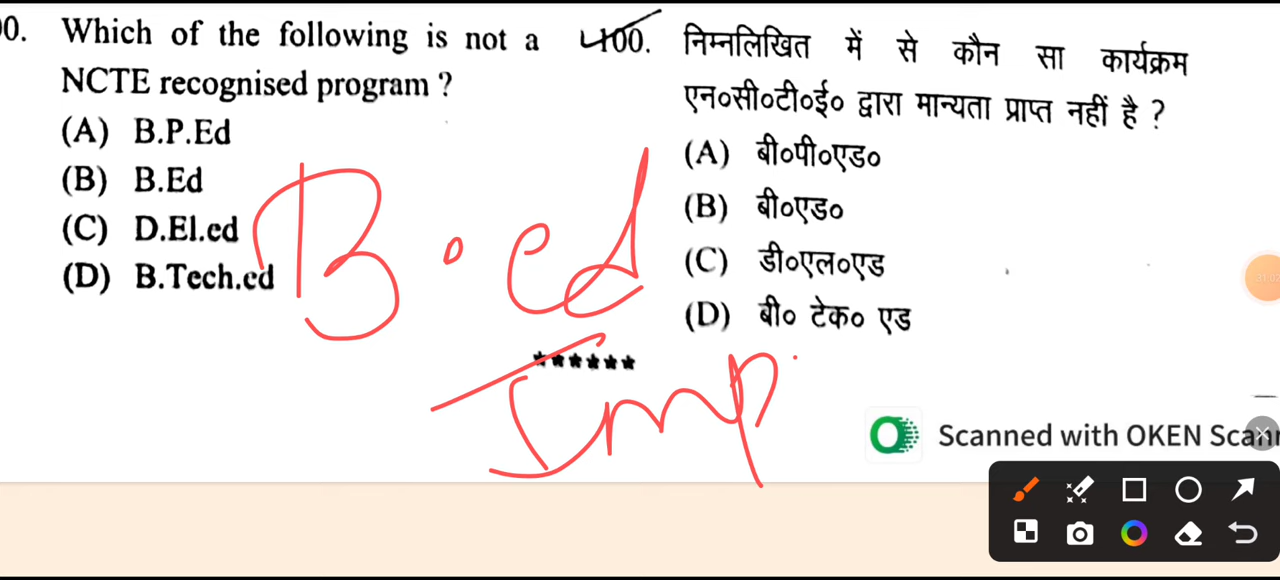 00. Which of the following is not a
NCTE recognised program ?
(A) B.P.Ed
(B) B.Ed
(C) D.El.ed
(D) B.Tech.ed
100. निम्नलिखित में से कौन सा कार्यक्रम
एन०सी०टी०ई० द्वारा मान्यता प्राप्त नहीं है ?
(A) बी०पी०एड०
(B) बी०एड०
(C) डी०एल०एड
(D) बी० टेक० एड
B.ed
******
Imp
Scanned with OKEN Scan